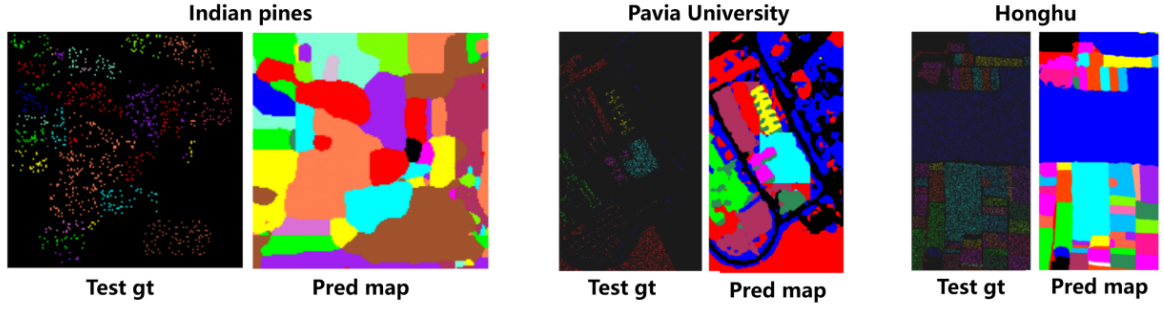 Indian pines
Pavia University
Honghu
Test gt
Pred map
Test gt
Pred map
Test gt
Pred map